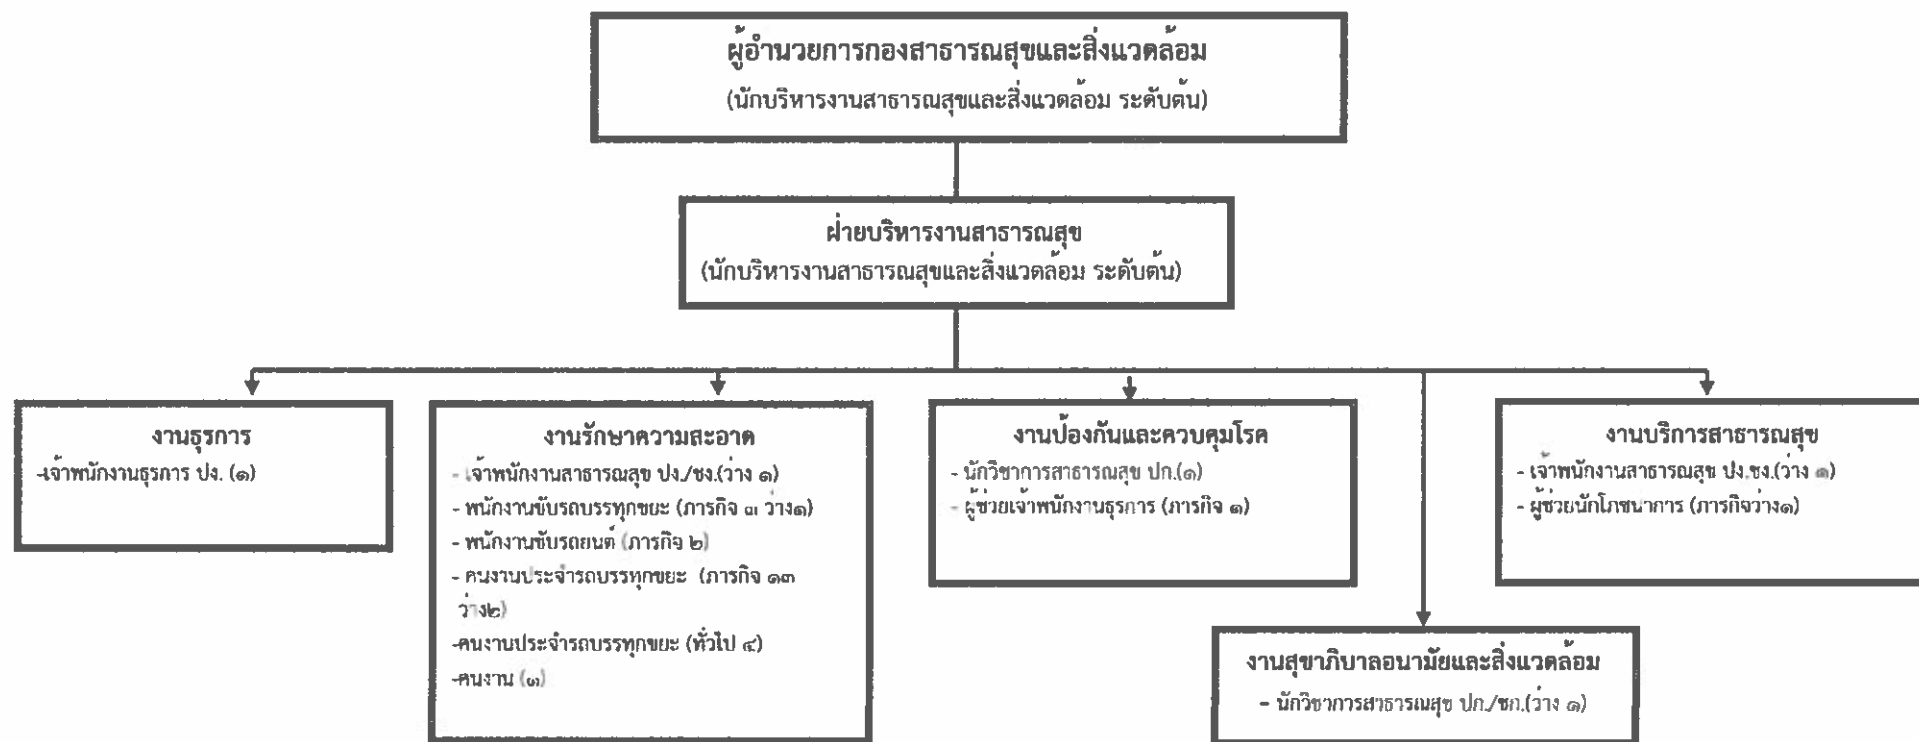 ผู้อำนวยการกองสาธารณสุขและสิ่งแวดล้อม
(นักบริหารงานสาธารณสุขและสิ่งแวดล้อม ระดับต้น)
ฝ่ายบริหารงานสาธารณสุข
(นักบริหารงานสาธารณสุขและสิ่งแวดล้อม ระดับต้น)
งานธุรการ
-เจ้าพนักงานธุรการ ปง. (๑)
งานรักษาความสะอาด
- เจ้าพนักงานสาธารณสุข ปง./ชง.(ว่าง ๑)
- พนักงานขับรถบรรทุกขยะ (ภารกิจ ๓ ว่าง๑)
- พนักงานขับรถยนต์ (ภารกิจ ๒)
- คนงานประจำรถบรรทุกขยะ (ภารกิจ ๑๓
ว่าง๒)
-คนงานประจำรถบรรทุกขยะ (ทั่วไป ๔)
-คนงาน
งานป้องกันและควบคุมโรค
- นักวิชาการสาธารณสุข ปก.(๑)
- ผู้ช่วยเจ้าพนักงานธุรการ (ภารกิจ ๑)
งานบริการสาธารณสุข
- เจ้าพนักงานสาธารณสุข ปง.ชง.(ว่าง ๑)
- ผู้ช่วยนักโภชนาการ (ภารกิจว่าง๑)
งานสุขาภิบาลอนามัยและสิ่งแวดล้อม
- นักวิชาการสาธารณสุข ปก./ชก.(ว่าง ๑)